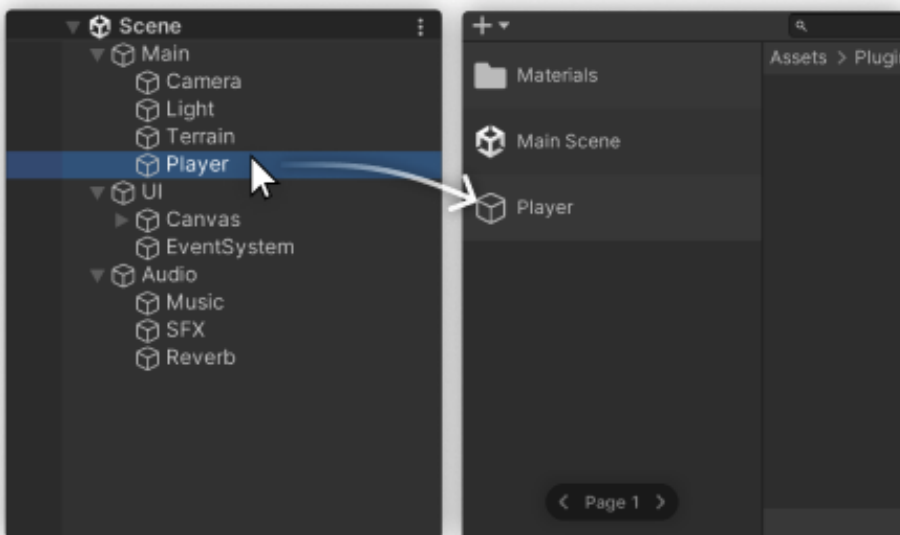 Scene
Main
Camera
Light
Terrain
Player
UI
Canvas
EventSystem
Audio
Music
SFX
Reverb
Assets > Plugi
Materials
Main Scene
Player
< Page 1 >